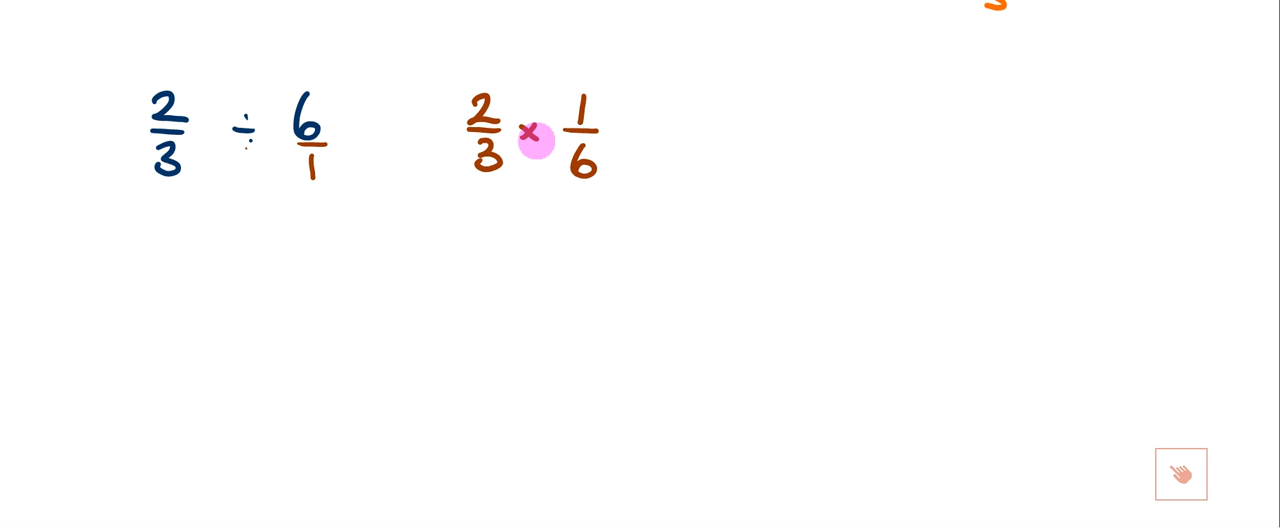 2/3 ÷ 6/1 2/3 × 1/6